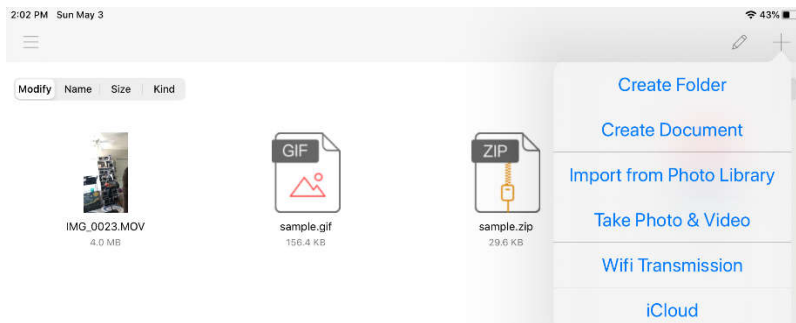 2:02 PM Sun May 3
43%
Modify Name Size Kind
Create Folder
Create Document
Import from Photo Library
Take Photo & Video
Wifi Transmission
iCloud
GIF
ZIP
IMG_0023.MOV
sample.gif
sample.zip
4.0 MB
156.4 KB
29.6 KB